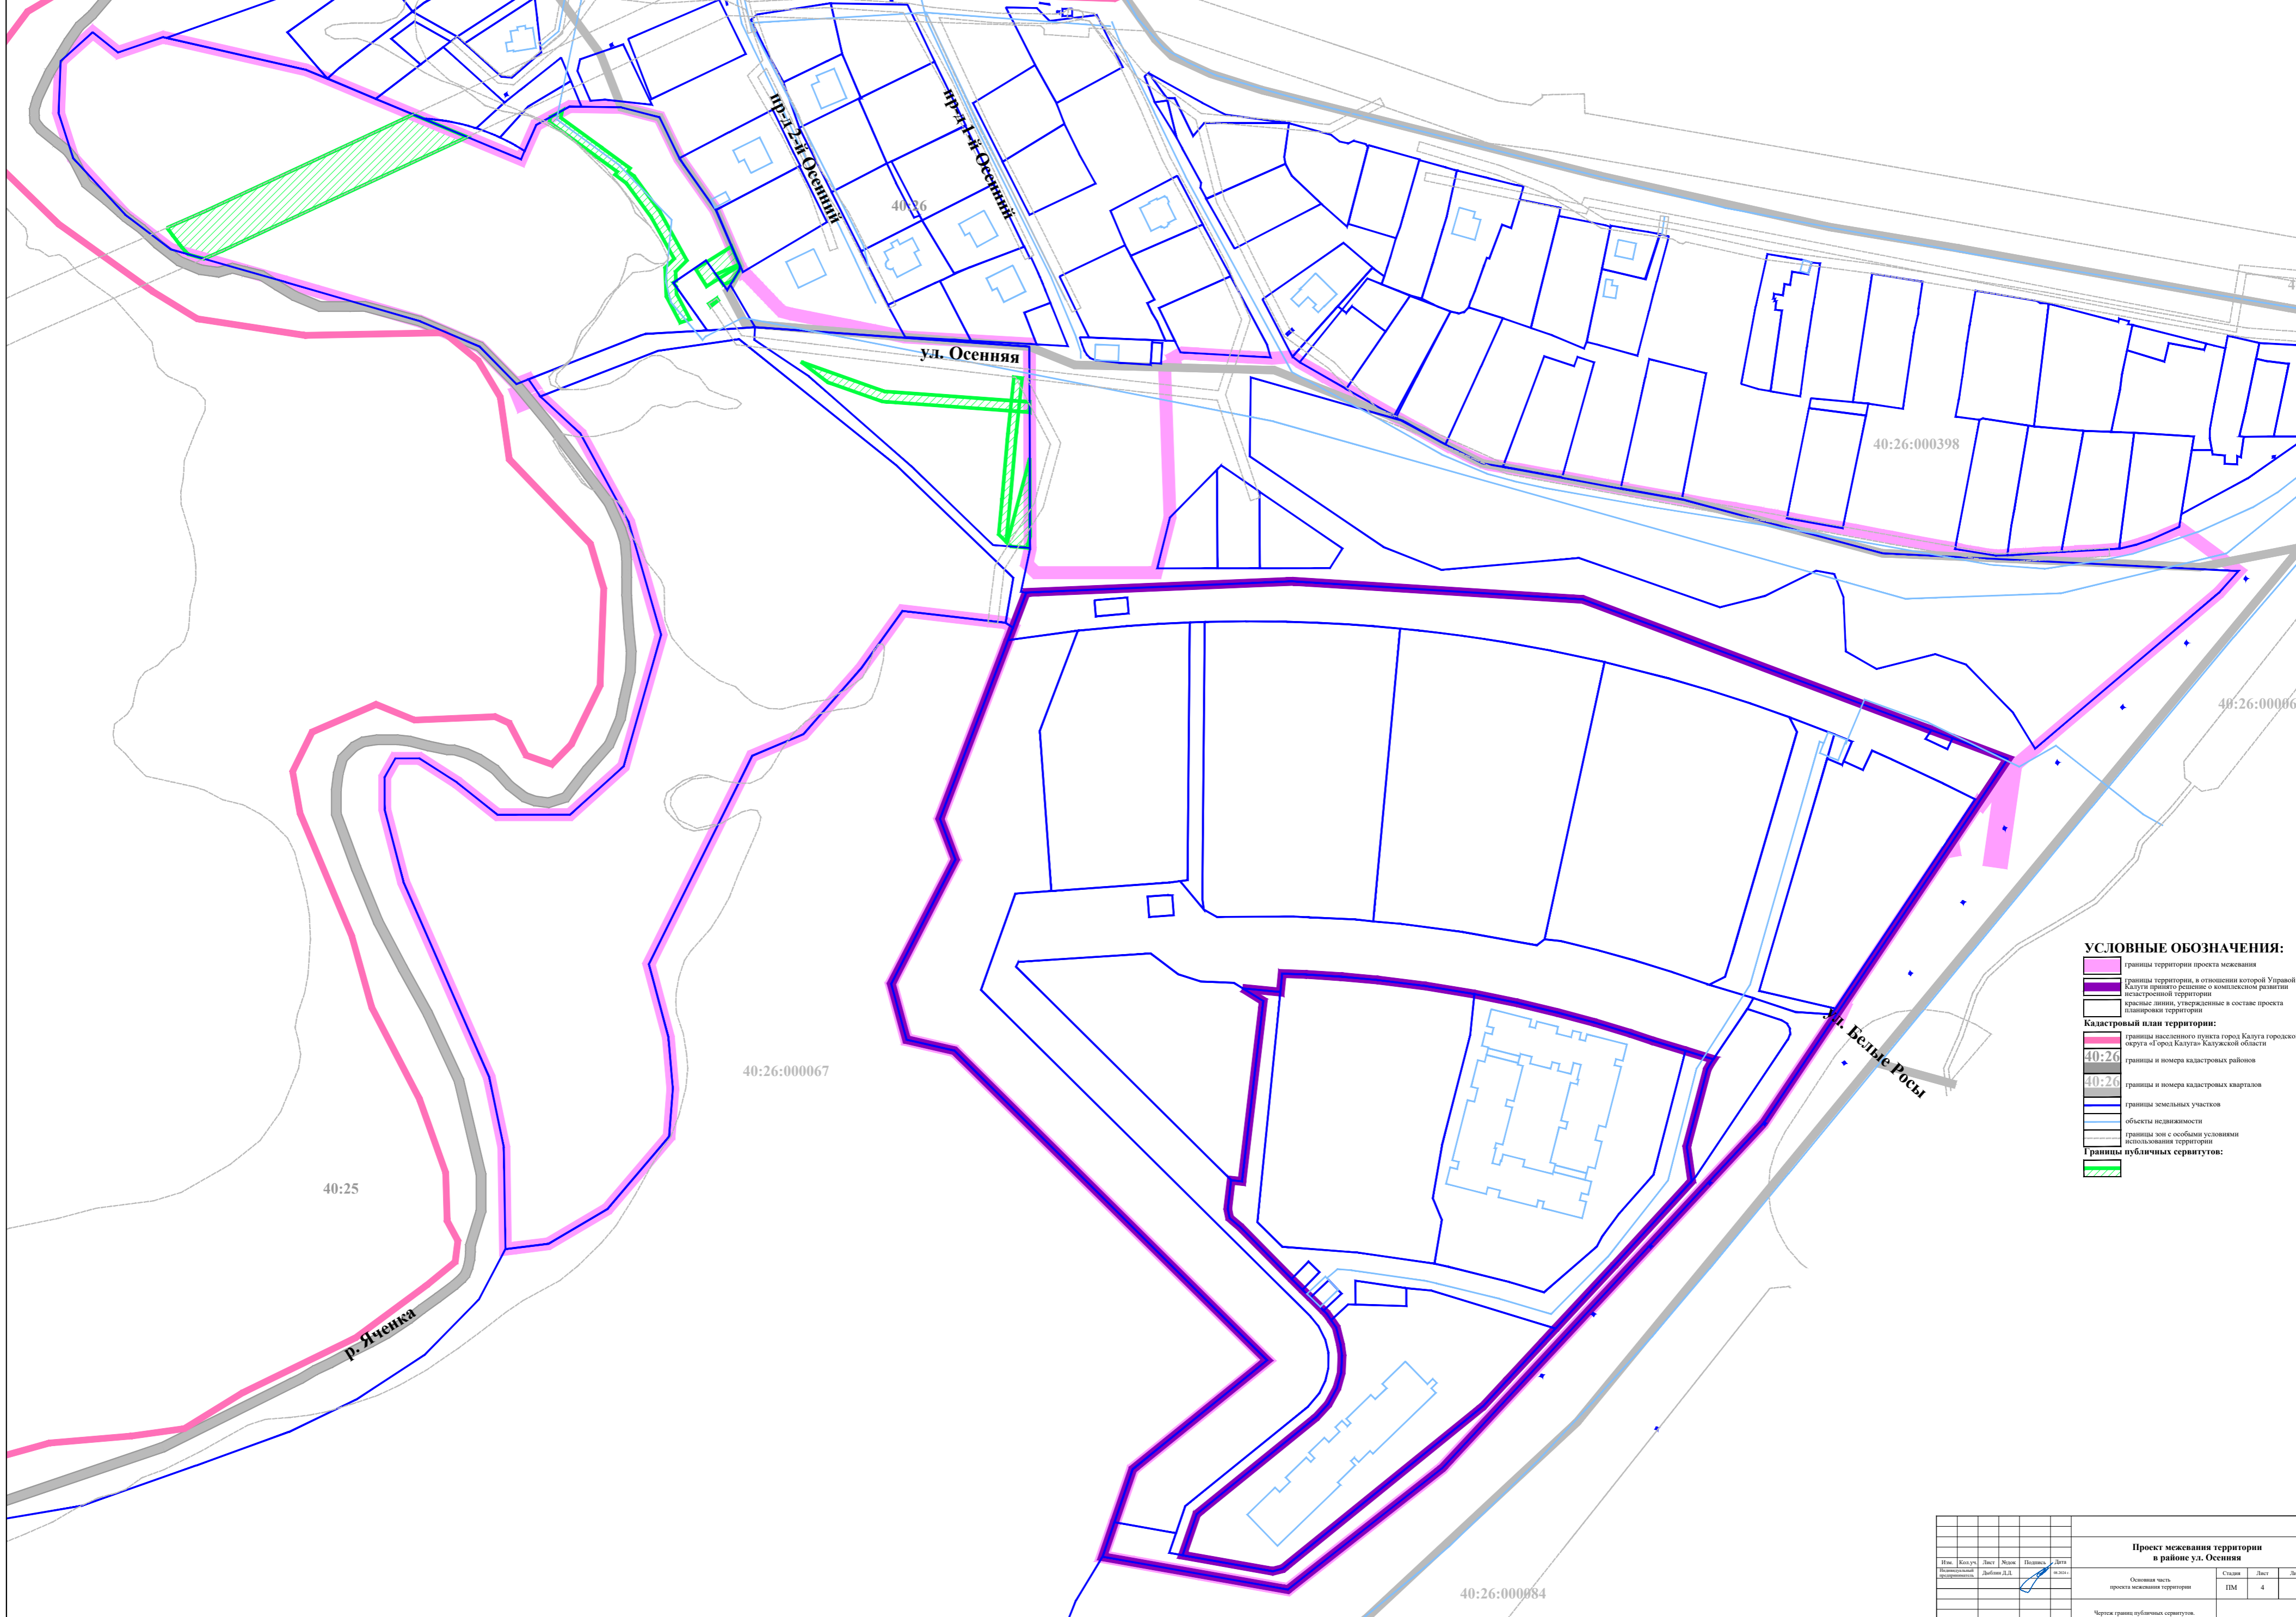 пр-д 2-й Осенний
пр-д 1-й Осенний
40:26
ул. Осенняя
40:26:000398
40:26:00006
40:26:000067
ул. Белые Росы
40:25
р. Яченка
40:26:000084
УСЛОВНЫЕ ОБОЗНАЧЕНИЯ:
границы территории проекта межевания
границы территории, в отношении которой Управой
Калуги принято решение о комплексном развитии
незастроенной территории
красные линии, утвержденные в составе проекта
планировки территории
Кадастровый план территории:
границы населенного пункта город Калуга городско
округа «Город Калуга» Калужской области
40:26
границы и номера кадастровых районов
40:26
границы и номера кадастровых кварталов
границы земельных участков
объекты недвижимости
границы зон с особыми условиями
использования территории
Границы публичных сервитутов:
Проект межевания территории
в районе ул. Осенняя
Изм. Кол.уч. Лист №док Подпись Дата
Индивидуальный
предприниматель
Основная часть
проекта межевания территории
Стадия Лист
ПМ 4
Чертеж границ публичных сервитутов.